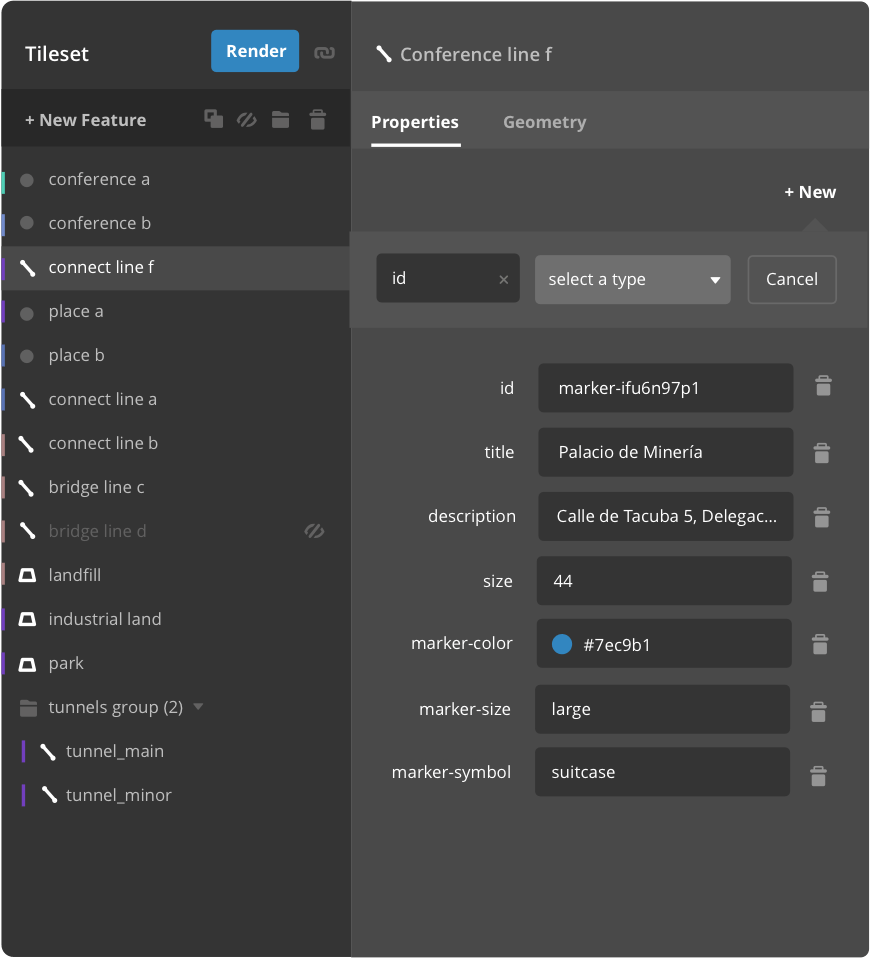 Tileset
Render
+ New Feature
conference a
conference b
connect line f
place a
place b
connect line a
connect line b
bridge line c
bridge line d
landfill
industrial land
park
tunnels group (2)
tunnel_main
tunnel_minor
Conference line f
Properties Geometry
+ New
id × select a type Cancel
id marker-ifu6n97p1
title Palacio de Minería
description Calle de Tacuba 5, Delegac...
size 44
marker-color #7ec9b1
marker-size large
marker-symbol suitcase